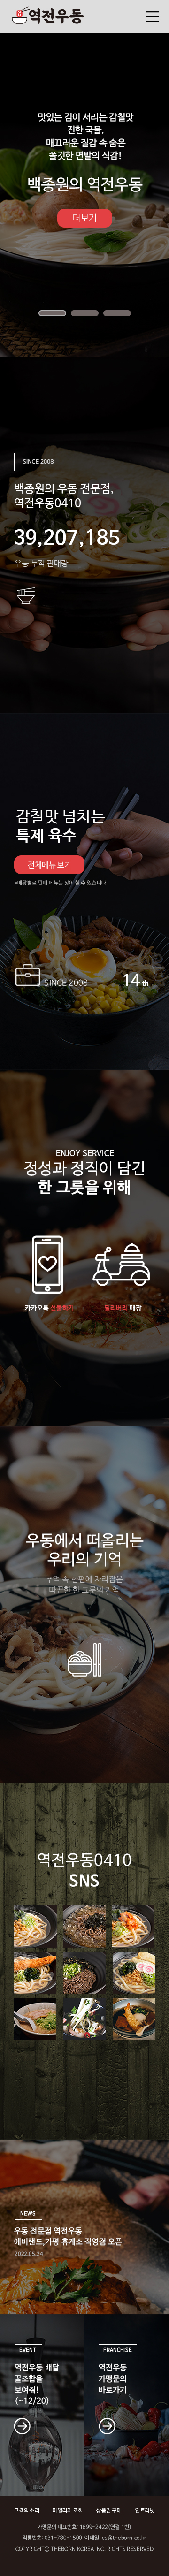 역전우동
맛있는 김이 서리는 감칠맛
진한 국물,
매끄러운 질감 속 숨은
쫄깃한 면발의 식감!
백종원의 역전우동
더보기
SINCE 2008
백종원의 우동 전문점,
역전우동0410
39,207,185
우동 누적 판매량
감칠맛 넘치는
특제 육수
전체메뉴 보기
*매장별로 판매 메뉴는 상이 할 수 있습니다.
SINCE 2008
14 th
ENJOY SERVICE
정성과 정직이 담긴
한 그릇을 위해
카카오톡 선물하기
딜리버리 매장
우동에서 떠올리는
우리의 기억
추억 속 한편에 자리잡은
따끈한 한 그릇의 기억
역전우동0410
SNS
NEWS
우동 전문점 역전우동
에버랜드,가평 휴게소 직영점 오픈
2022.05.24
EVENT
역전우동 배달
꿀조합을
보여줘!
(~12/20)
FRANCHISE
역전우동
가맹문의
바로가기
고객의 소리 마일리지 조회 상품권 구매 인트라넷
가맹문의 대표번호: 1899-2422(연결 1번)
직통번호: 031-780-1500 이메일: cs@theborn.co.kr
COPYRIGHTⓒ THEBORN KOREA INC. RIGHTS RESERVED